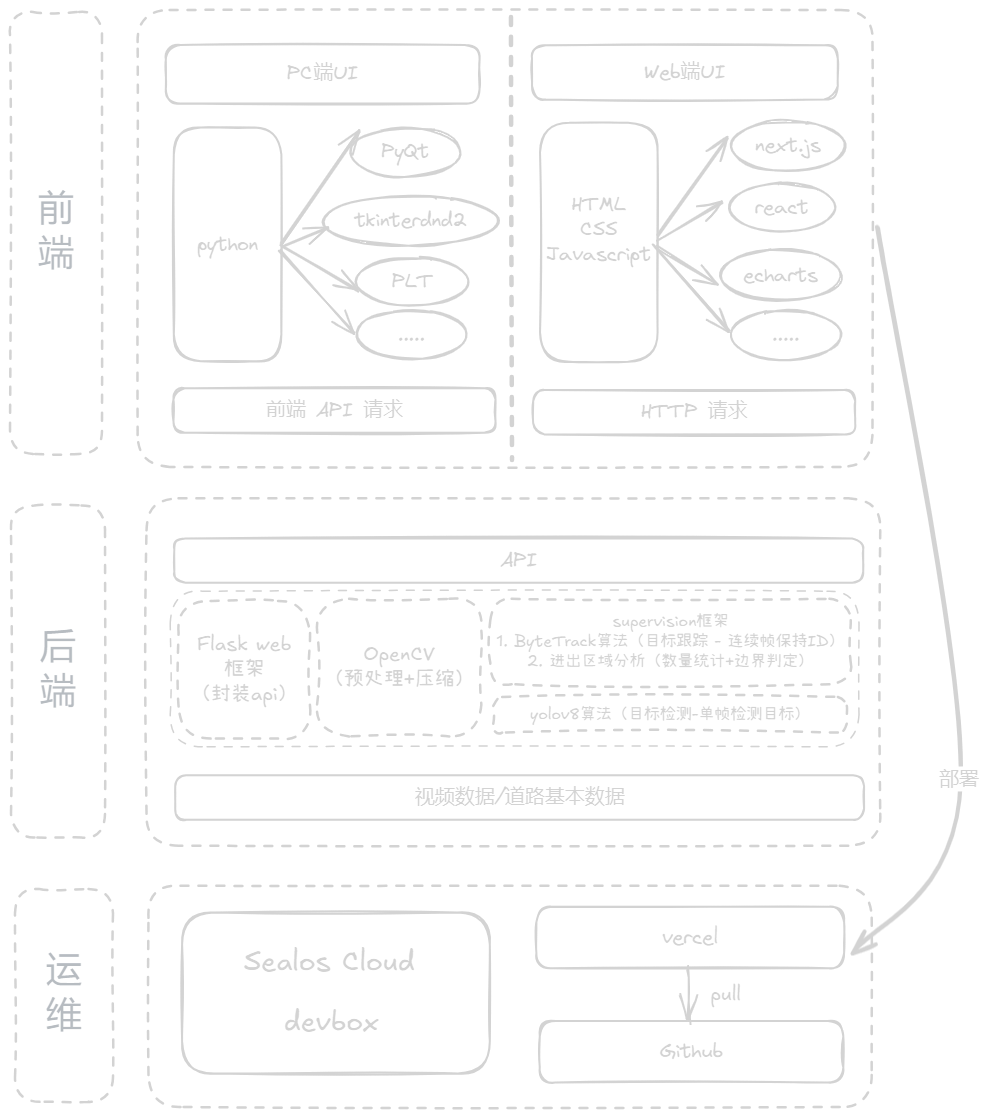 前
端
PC端UI
python
PyQt
tkinterdnd2
PLT
.....
前端 API 请求
Web端UI
HTML
CSS
Javascript
next.js
react
echarts
.....
HTTP 请求
后
端
API
Flask web
框架
（封装api）
OpenCV
（预处理+压缩）
supervision框架
1. ByteTrack算法（目标跟踪 - 连续帧保持ID）
2. 进出区域分析（数量统计+边界判定）
yolov8算法（目标检测-单帧检测目标）
视频数据/道路基本数据
部署
运
维
Sealos Cloud
devbox
vercel
pull
Github